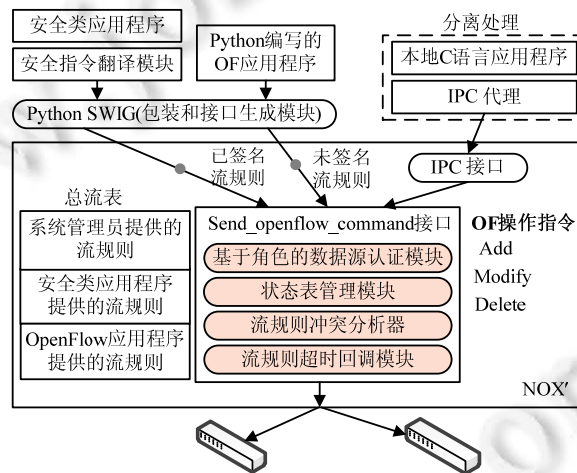 安全类应用程序
安全指令翻译模块
Python编写的
OF应用程序
分离处理
本地C语言应用程序
IPC 代理
Python SWIG(包装和接口生成模块)
已签名
流规则
未签名
流规则
IPC 接口
总流表
系统管理员提供的
流规则
安全类应用程序
提供的流规则
OpenFlow应用程序
提供的流规则
Send_openflow_command接口
基于角色的数据源认证模块
状态表管理模块
流规则冲突分析器
流规则超时回调模块
OF操作指令
Add
Modify
Delete
NOX′